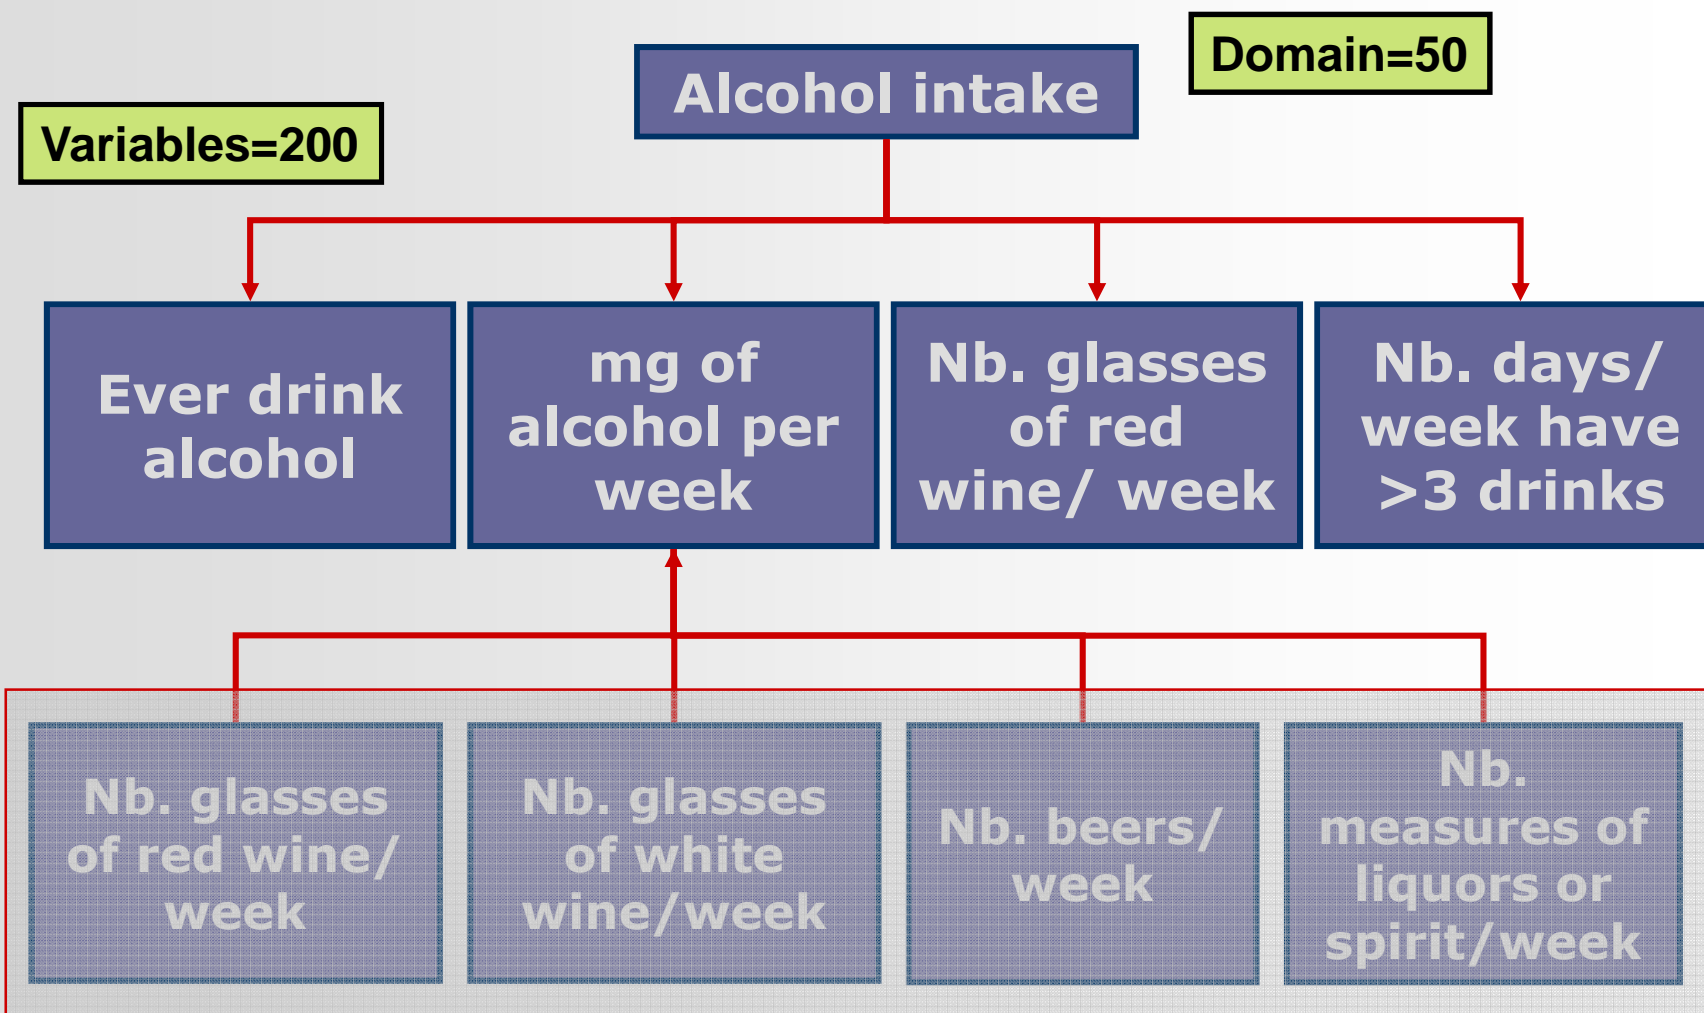 Domain=50
Alcohol intake
Variables=200
Ever drink
alcohol
mg of
alcohol per
week
Nb. glasses
of red
wine/ week
Nb. days/
week have
>3 drinks
Nb. glasses
of red wine/
week
Nb. glasses
of white
wine/week
Nb. beers/
week
Nb.
measures of
liquors or
spirit/week